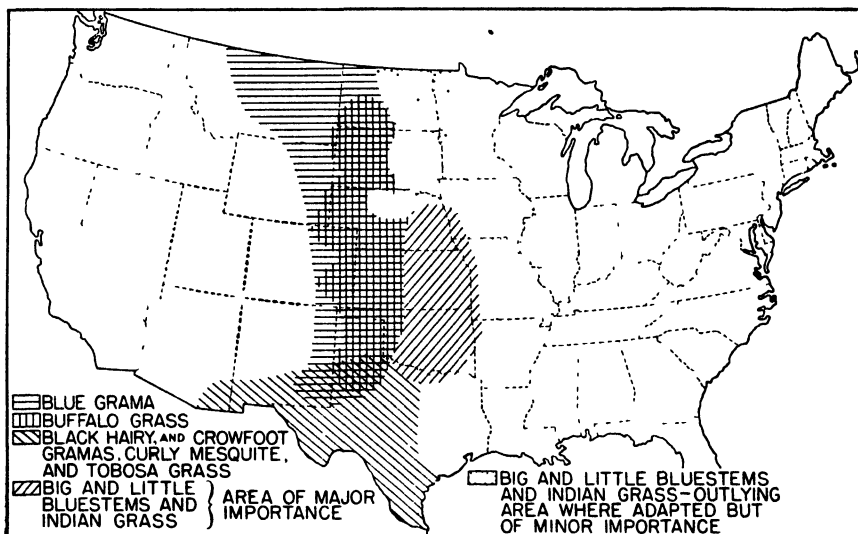 BLUE GRAMA
BUFFALO GRASS
BLACK HAIRY, AND CROWFOOT
GRAMAS, CURLY MESQUITE,
AND TOBOSA GRASS
BIG AND LITTLE
BLUESTEMS AND
INDIAN GRASS
AREA OF MAJOR
IMPORTANCE
BIG AND LITTLE BLUESTEMS
AND INDIAN GRASS-OUTLYING
AREA WHERE ADAPTED BUT
OF MINOR IMPORTANCE